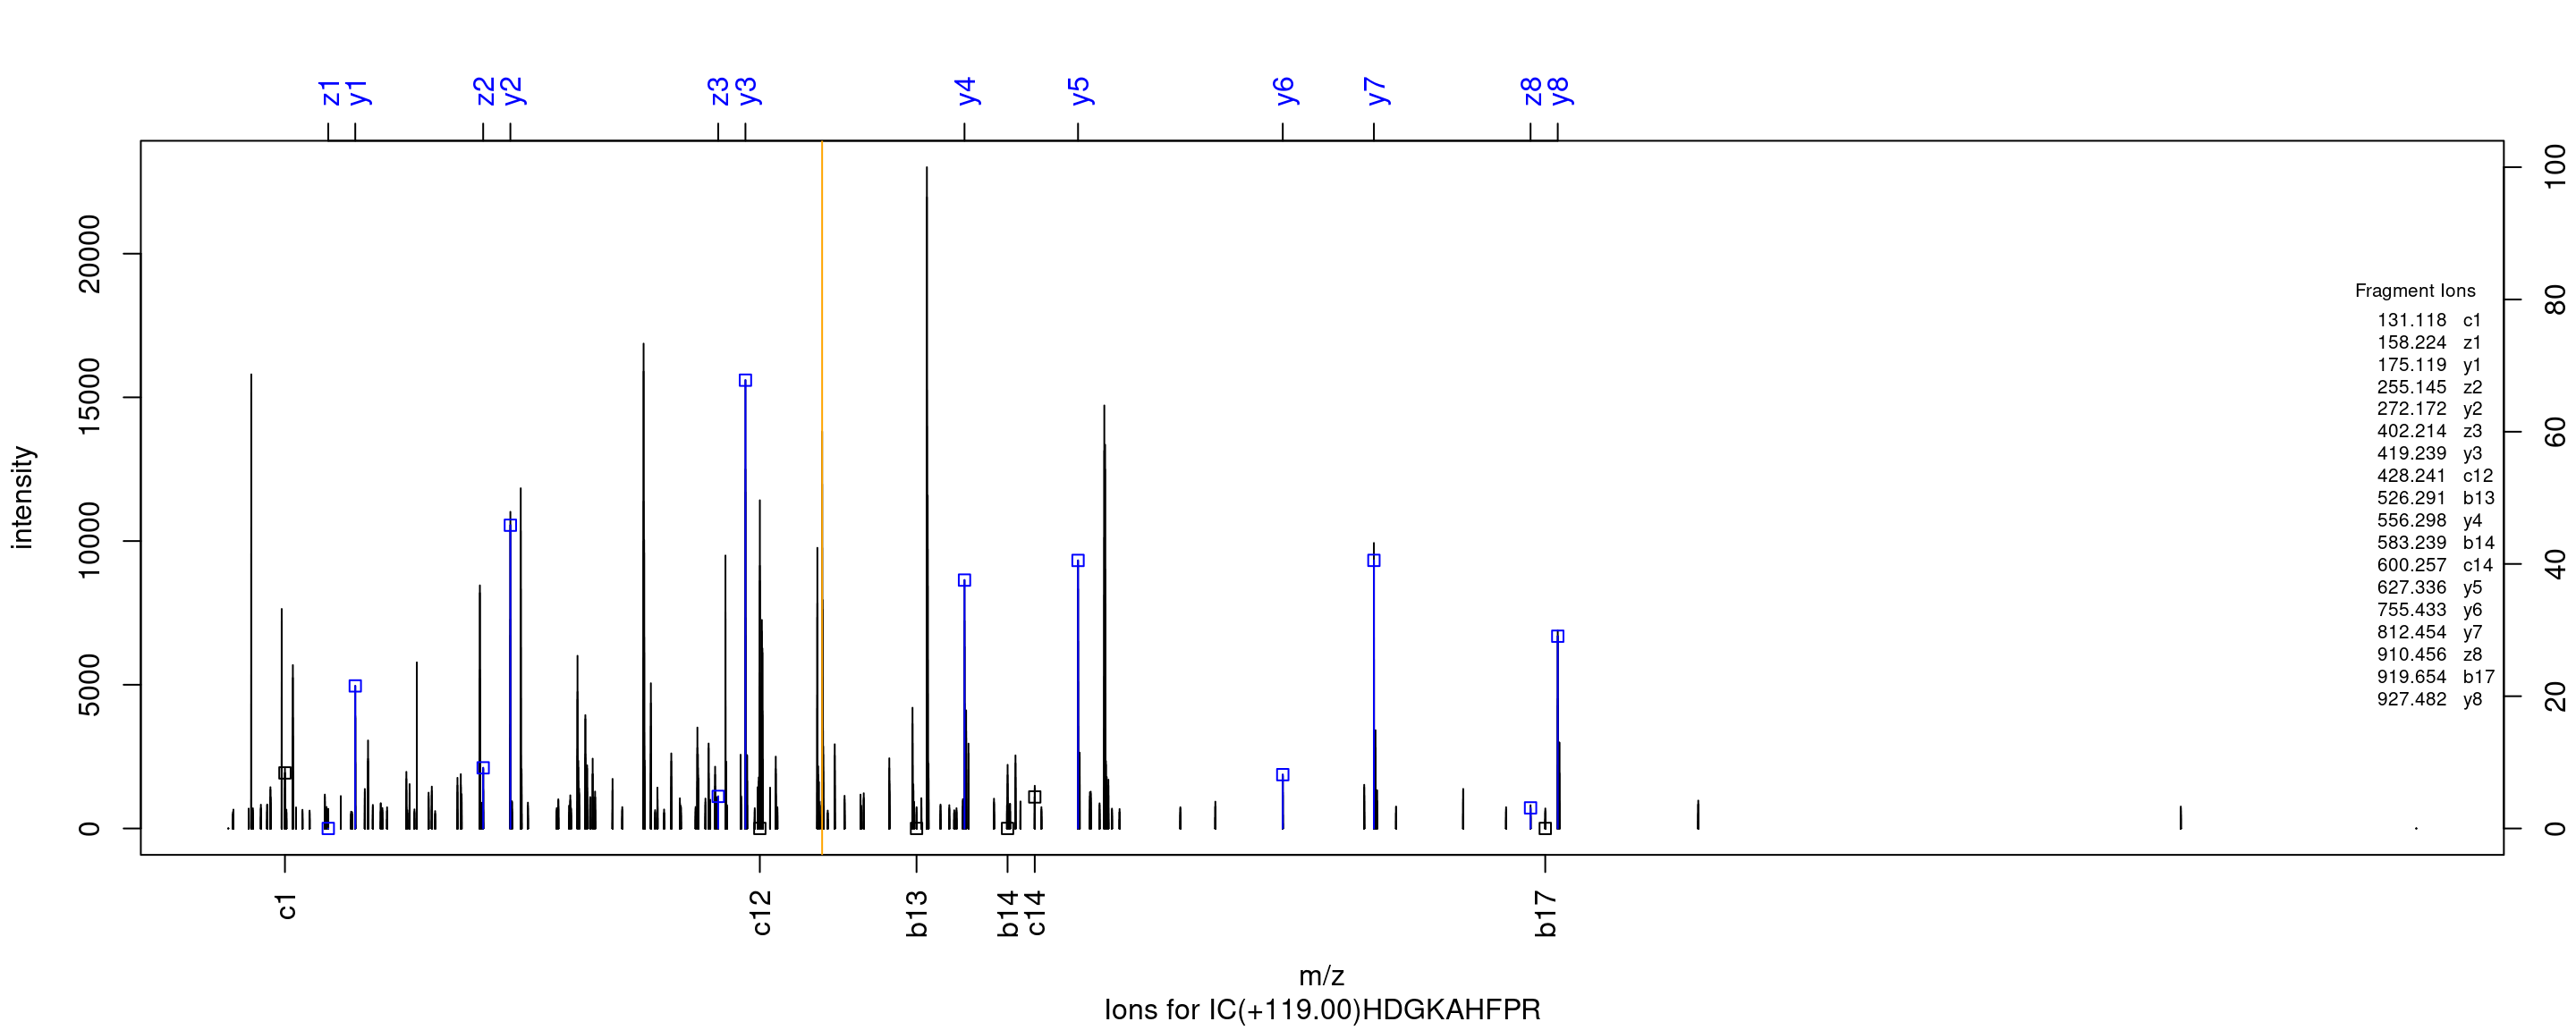 z1 y1 z2 y2 z3 y3 y4 y5 y6 y7 z8 y8
intensity
0 5000 10000 15000 20000
0 20 40 60 80 100
Fragment Ions
131.118 c1
158.224 z1
175.119 y1
255.145 z2
272.172 y2
402.214 z3
419.239 y3
428.241 c12
526.291 b13
556.298 y4
583.239 b14
600.257 c14
627.336 y5
755.433 y6
812.454 y7
910.456 z8
919.654 b17
927.482 y8
c1 c12 b13 b14 c14 b17
m/z
Ions for IC(+119.00)HDGKAHFPR